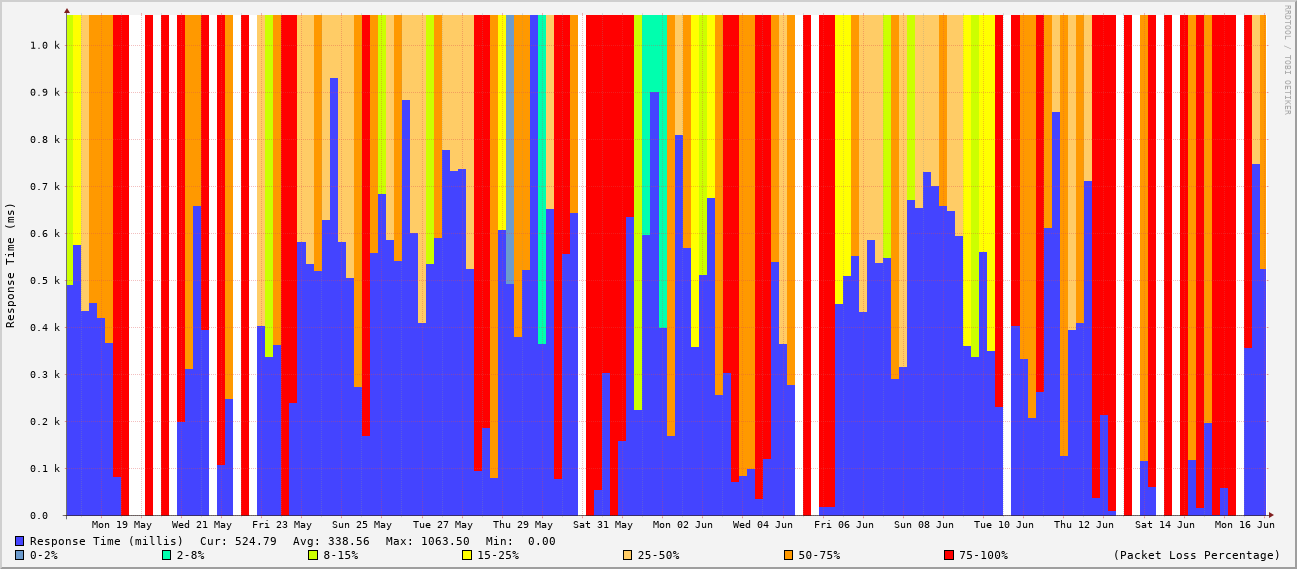 RRDTOOL / TOBI OETIKER
Response Time (ms)
1.0 k
0.9 k
0.8 k
0.7 k
0.6 k
0.5 k
0.4 k
0.3 k
0.2 k
0.1 k
0.0
Mon 19 May Wed 21 May Fri 23 May Sun 25 May Tue 27 May Thu 29 May Sat 31 May Mon 02 Jun Wed 04 Jun Fri 06 Jun Sun 08 Jun Tue 10 Jun Thu 12 Jun Sat 14 Jun Mon 16 Jun
Response Time (millis) Cur: 524.79 Avg: 338.56 Max: 1063.50 Min: 0.00
0-2% 2-8% 8-15% 15-25% 25-50% 50-75% 75-100% (Packet Loss Percentage)